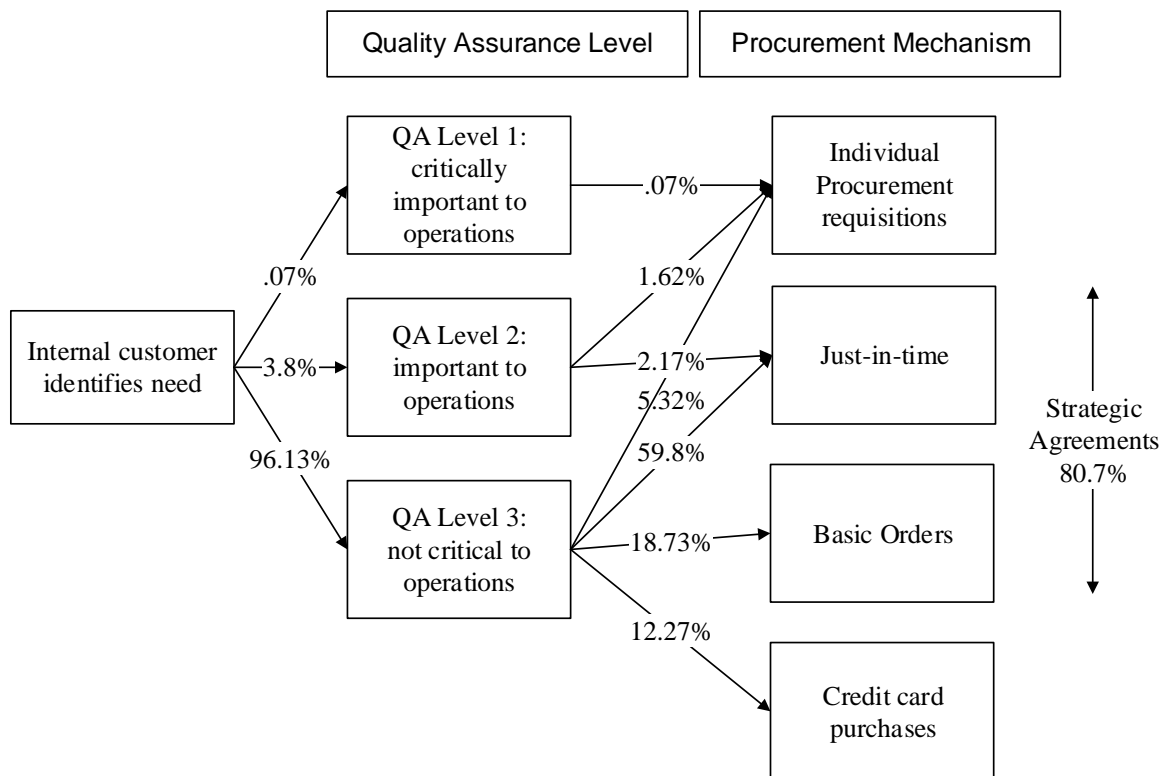 Quality Assurance Level
Procurement Mechanism
QA Level 1:
critically
important to
operations
.07%
Individual
Procurement
requisitions
.07%
1.62%
Internal customer
identifies need
3.8%
QA Level 2:
important to
operations
2.17%
5.32%
Just-in-time
96.13%
59.8%
Strategic
Agreements
80.7%
QA Level 3:
not critical to
operations
18.73%
Basic Orders
12.27%
Credit card
purchases